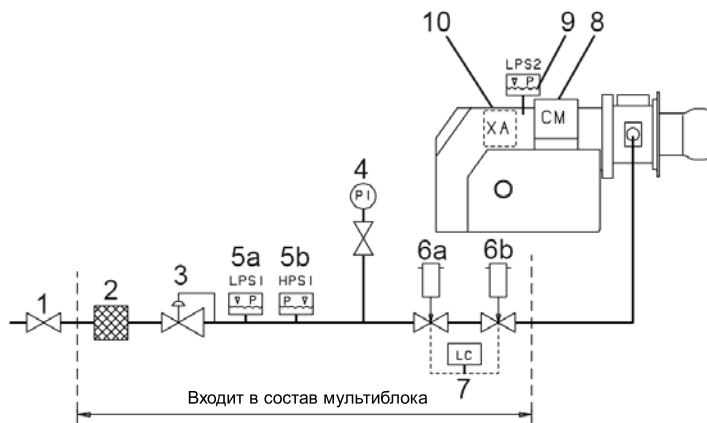 10
9
8
LPS2
▽ P
XA
CM
4
PI
5a
5b
6a
6b
LPS1
HPS1
1
2
3
▽ P
P ▽
LC
7
Входит в состав мультиблока